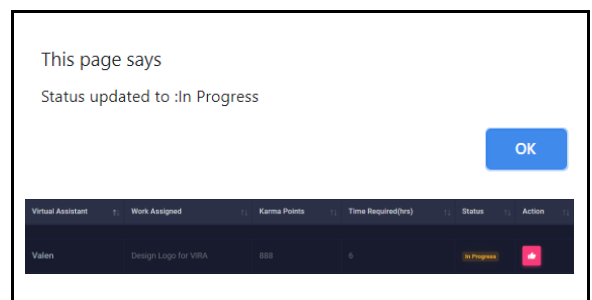 This page says
Status updated to :In Progress
OK
Virtual Assistant Work Assigned Karma Points Time Required(hrs) Status Action
Valen Design Logo for VIRA 888 6 In Progress